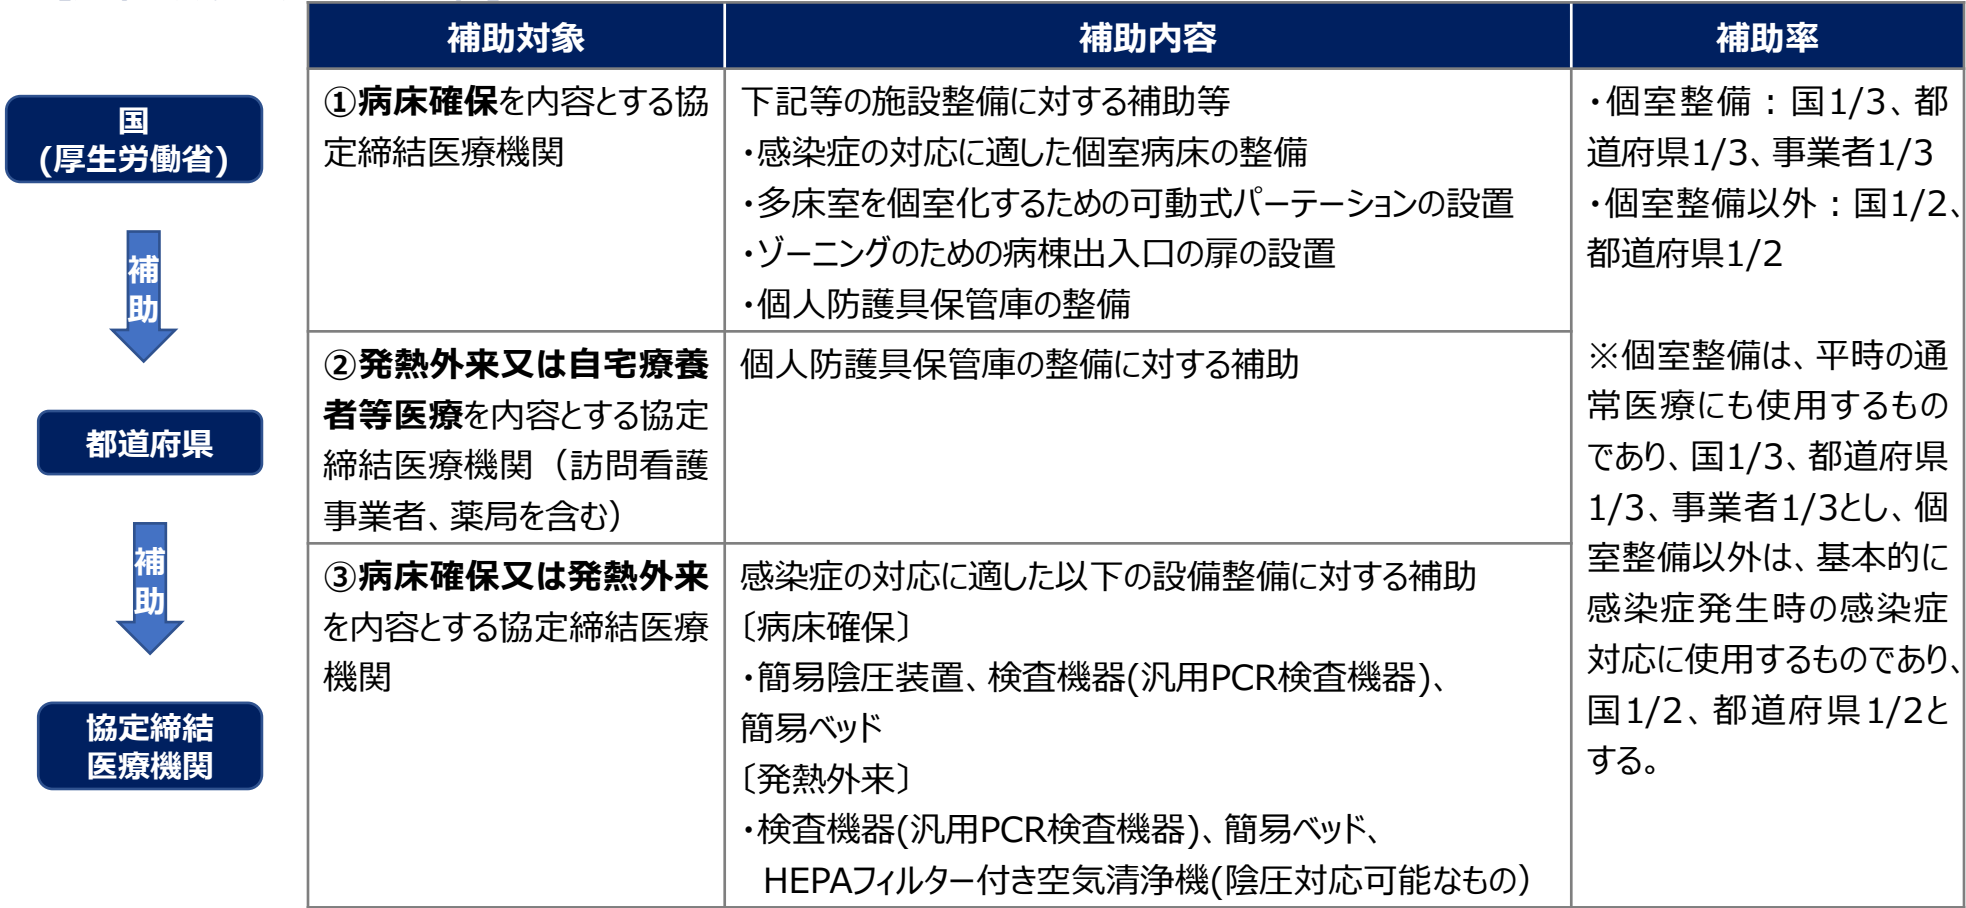 国
(厚生労働省)
補
助
都道府県
補
助
協定締結
医療機関
補助対象
補助内容
補助率
①病床確保を内容とする協
定締結医療機関
下記等の施設整備に対する補助等
・感染症の対応に適した個室病床の整備
・多床室を個室化するための可動式パーテーションの設置
・ゾーニングのための病棟出入口の扉の設置
・個人防護具保管庫の整備
②発熱外来又は自宅療養
者等医療を内容とする協定
締結医療機関（訪問看護
事業者、薬局を含む）
個人防護具保管庫の整備に対する補助
③病床確保又は発熱外来
を内容とする協定締結医療
機関
感染症の対応に適した以下の設備整備に対する補助
〔病床確保〕
・簡易陰圧装置、検査機器(汎用PCR検査機器)、
簡易ベッド
〔発熱外来〕
・検査機器(汎用PCR検査機器)、簡易ベッド、
HEPAフィルター付き空気清浄機(陰圧対応可能なもの）
・個室整備：国1/3、都
道府県1/3、事業者1/3
・個室整備以外：国1/2、
都道府県1/2
※個室整備は、平時の通
常医療にも使用するもの
であり、国1/3、都道府県
1/3、事業者1/3とし、個
室整備以外は、基本的に
感染症発生時の感染症
対応に使用するものであり、
国1/2、都道府県1/2と
する。